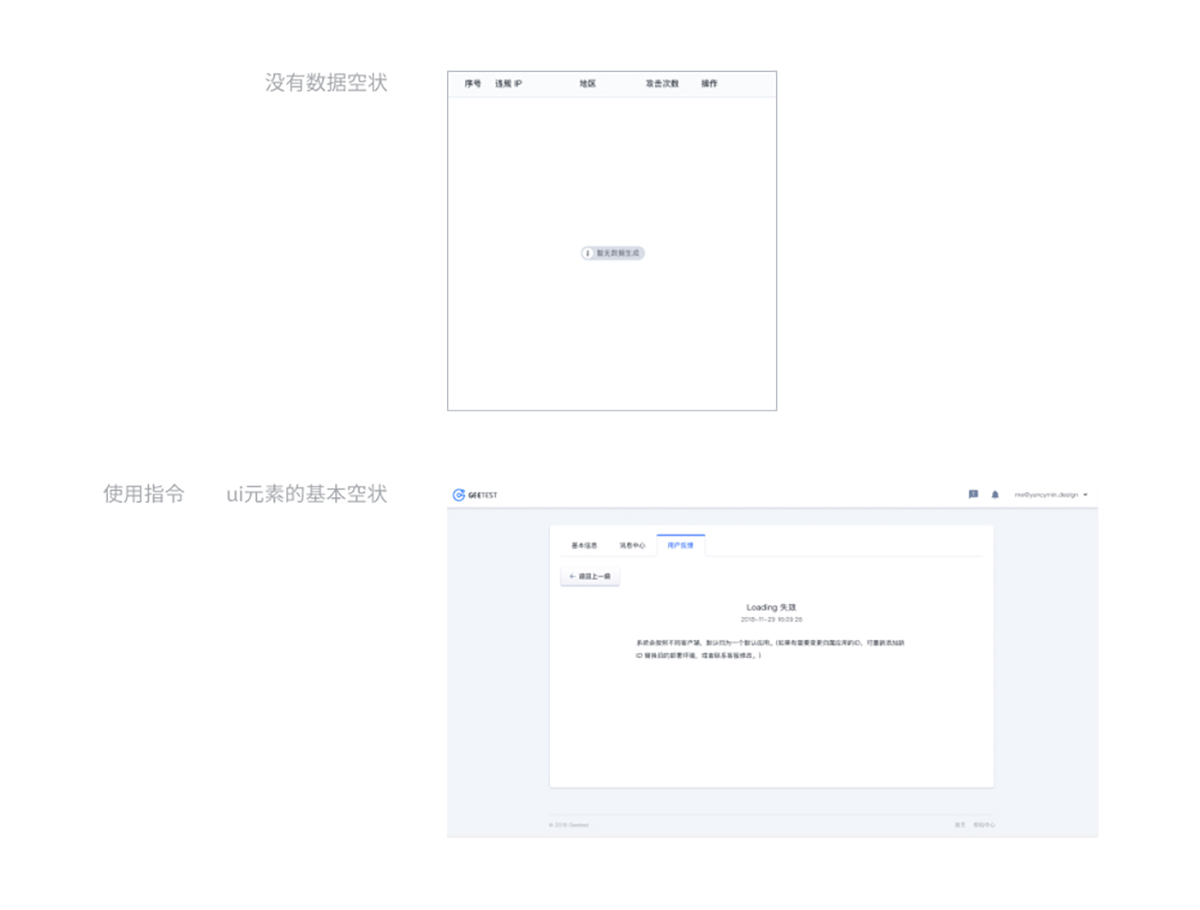 没有数据空状
序号 违规 IP 地区 攻击次数 操作
暂无数据生成
使用指令 ui元素的基本空状
GEETEST
me@yancymin.design
基本信息 消息中心 用户反馈
← 返回上一级
Loading 失效
2018-11-23 16:09:28
系统会按照不同客户端，默认归为一个默认应用。（如果有需要变更归属应用的ID，可重新添加新
ID 替换旧的部署环境，或者联系客服修改。）
© 2018 Geetest
首页 帮助中心